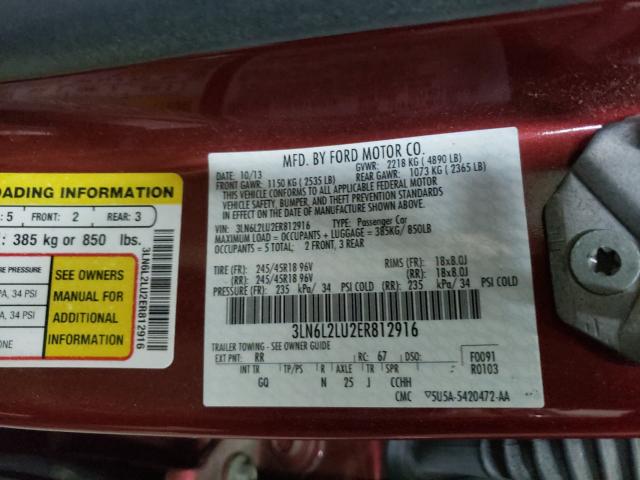 OADING INFORMATION
: 5 FRONT: 2 REAR: 3
: 385 kg or 850 lbs.
E PRESSURE
PA, 34 PSI
PA, 34 PSI
ONE
SEE OWNERS
MANUAL FOR
ADDITIONAL
INFORMATION
3LN6L2LU2ER812916
MFD. BY FORD MOTOR CO.
DATE: 10/13 GVWR: 2218 KG ( 4890 LB)
FRONT GAWR: 1150 KG ( 2535 LB) REAR GAWR: 1073 KG ( 2365 LB)
THIS VEHICLE CONFORMS TO ALL APPLICABLE FEDERAL MOTOR
VEHICLE SAFETY, BUMPER, AND THEFT PREVENTION STANDARDS
IN EFFECT ON THE DATE OF MANUFACTURE SHOWN ABOVE.
VIN: 3LN6L2LU2ER812916 TYPE: Passenger Car
MAXIMUM LOAD = OCCUPANTS + LUGGAGE = 385KG/ 850LB
OCCUPANTS = 5 TOTAL: 2 FRONT, 3 REAR
TIRE (FR): 245/45R18 96V RIMS (FR): 18x8.0J
(RR): 245/45R18 96V (RR): 18x8.0J
PRESSURE (FR): 235 kPa/ 34 PSI COLD (RR): 235 kPa/ 34 PSI COLD
3LN6L2LU2ER812916
TRAILER TOWING - SEE OWNER GUIDE
EXT PNT: RR RC: 67 DSO: F0091
INT TR TP/PS R AXLE TR SPR R0103
GQ N 25 J CCHH
CMC 5U5A-5420472-AA